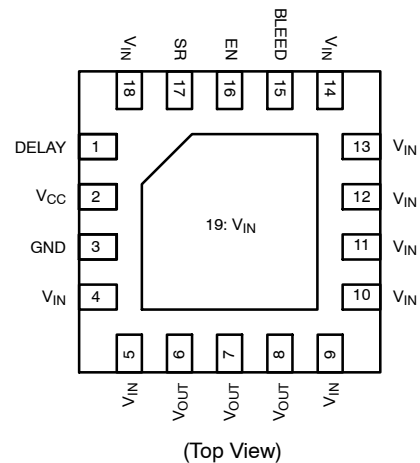 VIN SR EN BLEED VIN
18 17 16 15 14
DELAY 1
VCC 2
GND 3
VIN 4
19: VIN
13 VIN
12 VIN
11 VIN
10 VIN
5 6 7 8 9
VIN VOUT VOUT VOUT VIN
(Top View)